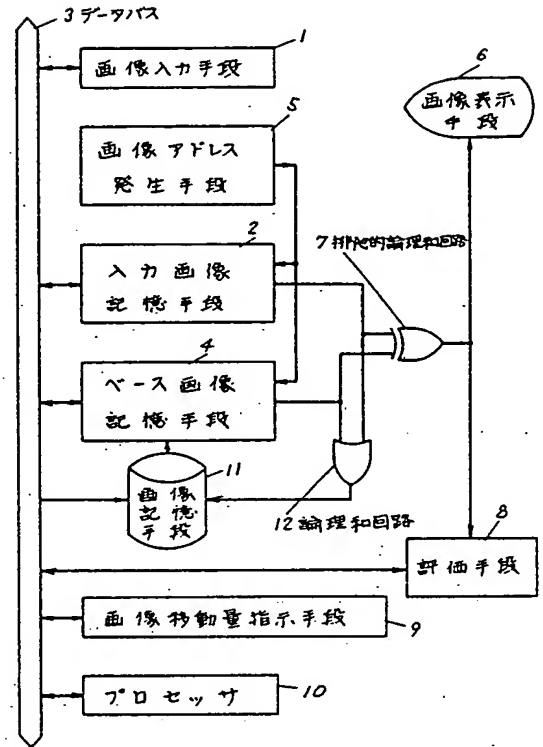 3 データバス
1
画像入力手段
5
画像アドレス
発生手段
2
入力画像
記憶手段
4
ベース画像
記憶手段
11
画像
記憶
手段
6
画像表示
手段
7 排他的論理和回路
12 論理和回路
8
評価手段
画像移動量指示手段
9
プロセッサ
10